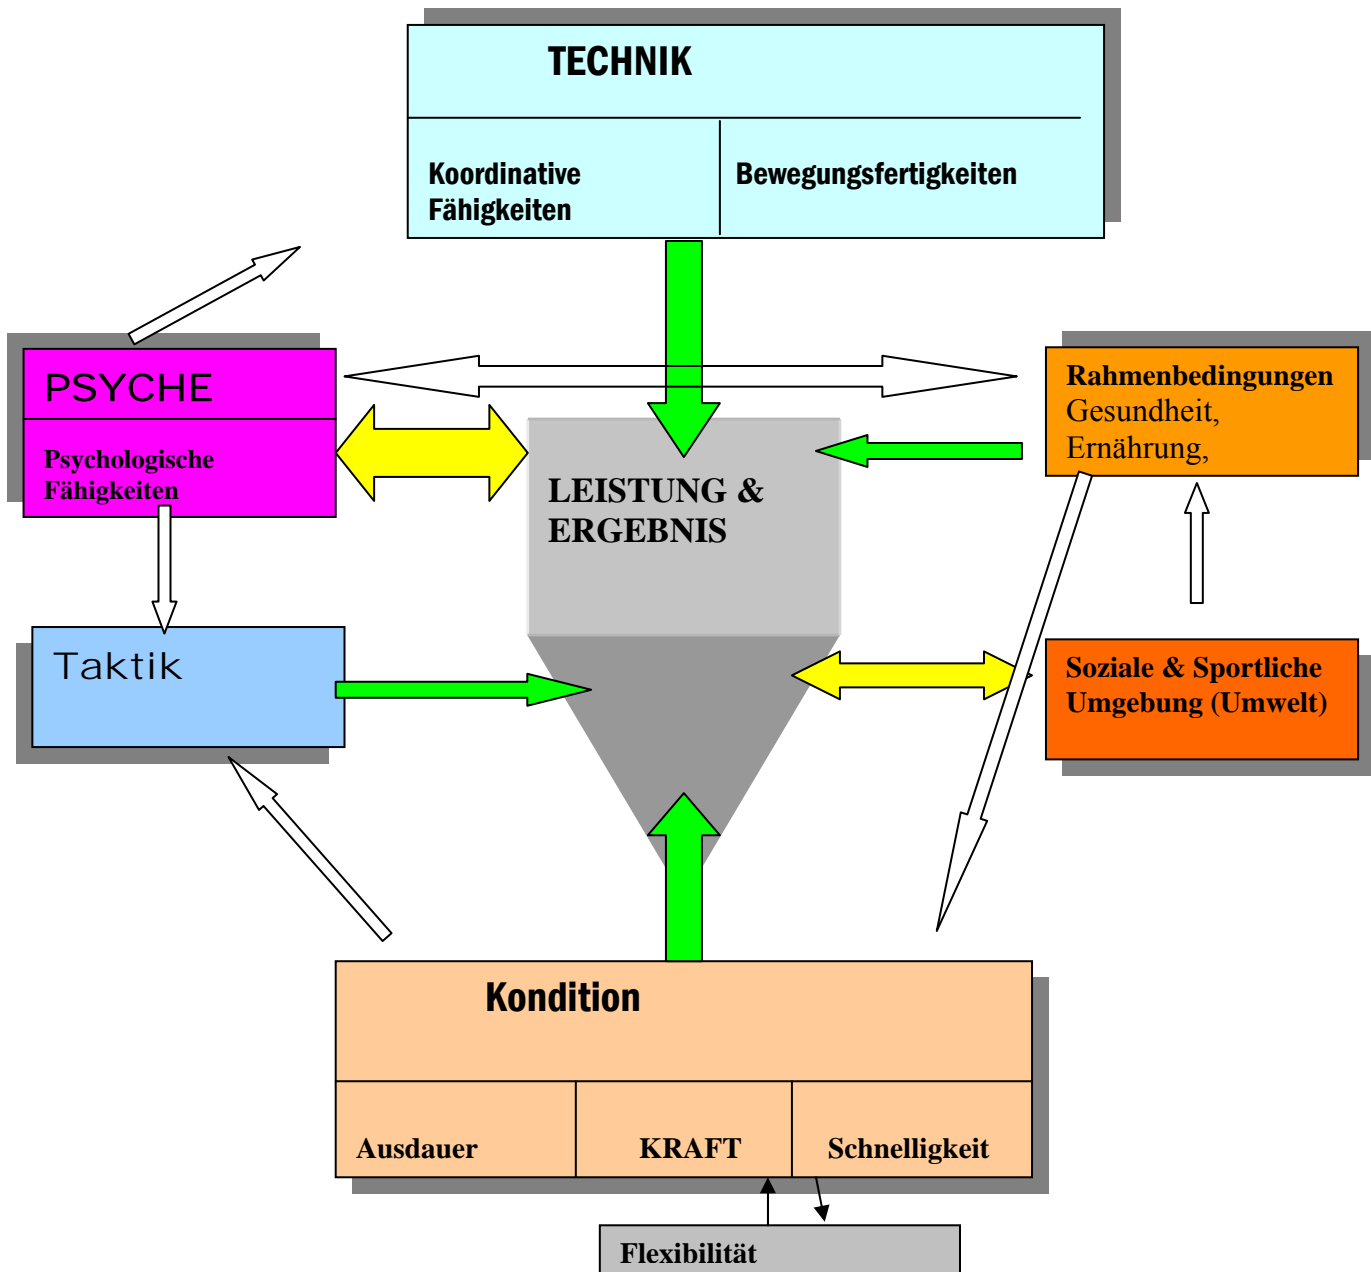 TECHNIK
Koordinative
Fähigkeiten
Bewegungsfertigkeiten
PSYCHE
Psychologische
Fähigkeiten
Rahmenbedingungen
Gesundheit,
Ernährung,
LEISTUNG &
ERGEBNIS
Taktik
Soziale & Sportliche
Umgebung (Umwelt)
Kondition
Ausdauer
KRAFT
Schnelligkeit
Flexibilität